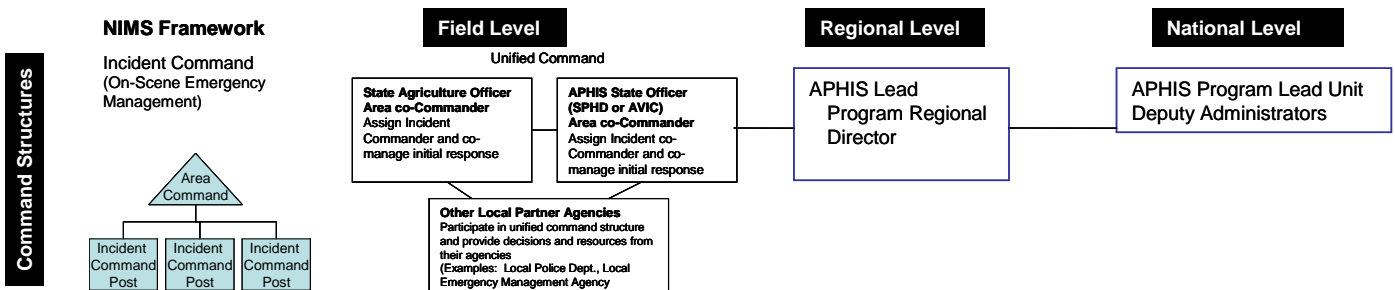 Command Structures
NIMS Framework
Incident Command
(On-Scene Emergency
Management)
Area
Command
Incident
Command
Post
Incident
Command
Post
Incident
Command
Post
Field Level
Unified Command
State Agriculture Officer
Area co-Commander
Assign Incident
Commander and co-
manage initial response
APHIS State Officer
(SPHD or AVIC)
Area co-Commander
Assign Incident co-
Commander and co-
manage initial response
Other Local Partner Agencies
Participate in unified command structure
and provide decisions and resources from
their agencies
(Examples: Local Police Dept., Local
Emergency Management Agency
Regional Level
APHIS Lead
Program Regional
Director
National Level
APHIS Program Lead Unit
Deputy Administrators